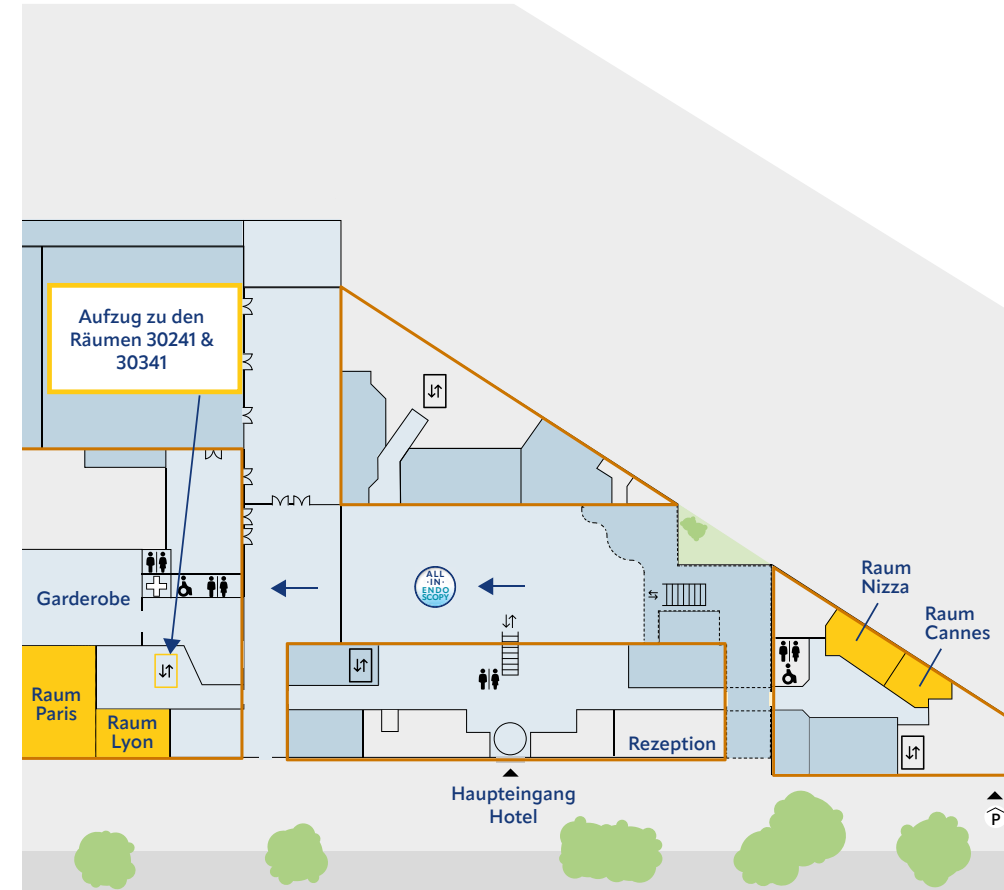 Aufzug zu den
Räumen 30241 &
30341
ALL
·IN·
ENDO
SCOPY
Raum
Nizza
Raum
Cannes
Garderobe
Raum
Paris
Raum
Lyon
Rezeption
Haupteingang
Hotel
P